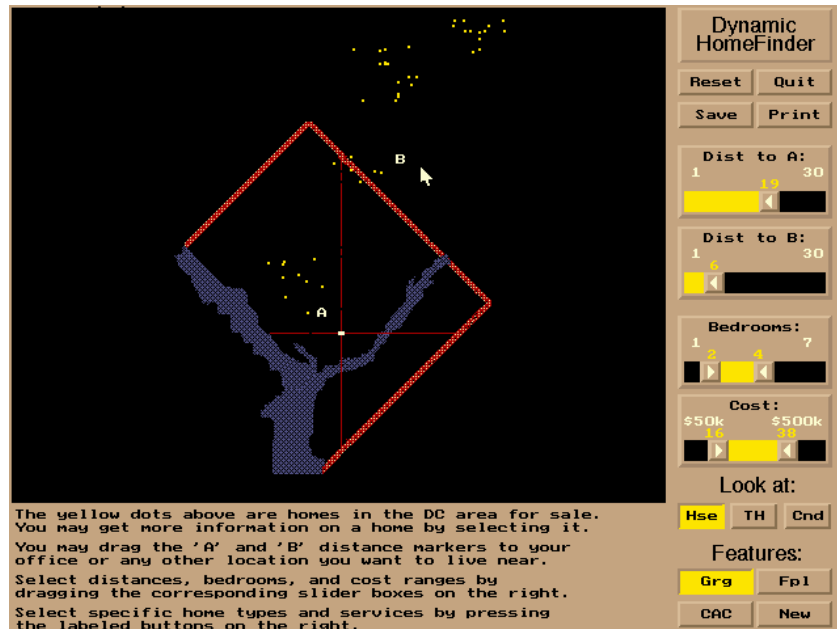 Dynamic
HomeFinder
Reset Quit
Save Print
Dist to A:
1 30
19
Dist to B:
1 30
6
Bedrooms:
1 7
2 4
Cost:
$50k $500k
16 38
Look at:
Hse TH Cnd
Features:
Grg Fpl
CAC New
B
A
The yellow dots above are homes in the DC area for sale.
You may get more information on a home by selecting it.
You may drag the 'A' and 'B' distance markers to your
office or any other location you want to live near.
Select distances, bedrooms, and cost ranges by
dragging the corresponding slider boxes on the right.
Select specific home types and services by pressing
the labeled buttons on the right.